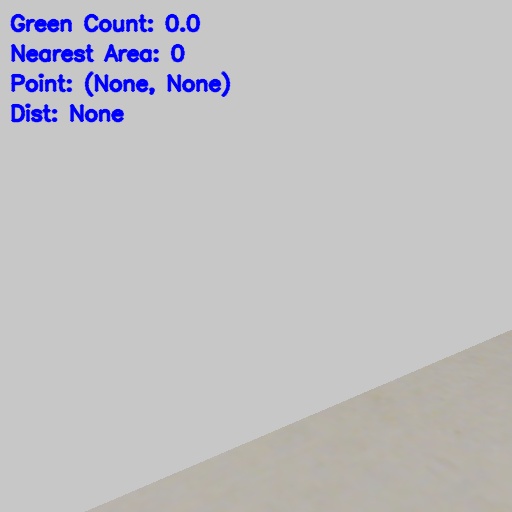 Green Count: 0.0
Nearest Area: 0
Point: (None, None)
Dist: None